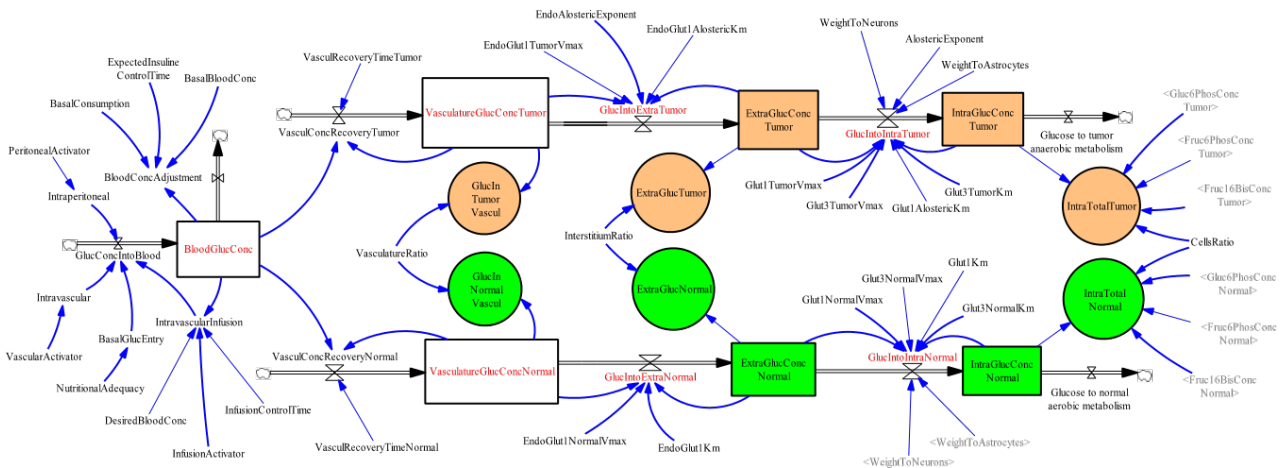 EndoAlostericExponent
WeightToNeurons
EndoGlut1AlostericKm
AlostericExponent
ExpectedInsuline
ControlTime
BasalBloodConc
VasculRecoveryTimeTumor
EndoGlut1TumorVmax
WeightToAstrocytes
BasalConsumption
VasculatureGlucConcTumor
GlucIntoExtraTumor
ExtraGlucConc
Tumor
IntraGlucConc
Tumor
<Gluc6PhosConc
Tumor>
VasculConcRecoveryTumor
GlucIntoIntraTumor
Glucose to tumor
anaerobic metabolism
<Fruc6PhosConc
Tumor>
PeritonealActivator
BloodConcAdjustment
Glut1TumorVmax
Glut3TumorKm
Intraperitoneal
GlucIn
Tumor
Vascul
ExtraGlucTumor
Glut3TumorVmax
Glut1AlostericKm
IntraTotalTumor
<Fruc16BisConc
Tumor>
BloodGlucConc
GlucConcIntoBlood
VasculatureRatio
InterstitiumRatio
CellsRatio
GlucIn
Normal
Vascul
ExtraGlucNormal
Glut1Km
Glut3NormalVmax
IntraTotal
Normal
<Gluc6PhosConc
Normal>
Intravascular
Glut1NormalVmax
Glut3NormalKm
IntravascularInfusion
BasalGlucEntry
VasculConcRecoveryNormal
<Fruc6PhosConc
Normal>
VascularActivator
VasculatureGlucConcNormal
GlucIntoExtraNormal
ExtraGlucConc
Normal
GlucIntoIntraNormal
IntraGlucConc
Normal
<Fruc16BisConc
Normal>
NutritionalAdequacy
Glucose to normal
aerobic metabolism
InfusionControlTime
DesiredBloodConc
InfusionActivator
VasculRecoveryTimeNormal
EndoGlut1NormalVmax
EndoGlut1Km
<WeightToAstrocytes>
<WeightToNeurons>